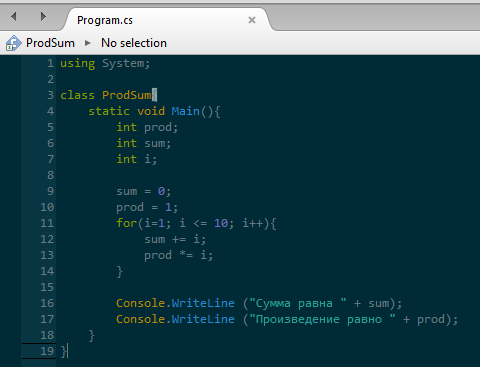 Program.cs
ProdSum No selection
1 using System;
2
3 class ProdSum{
4 static void Main(){
5 int prod;
6 int sum;
7 int i;
8
9 sum = 0;
10 prod = 1;
11 for(i=1; i <= 10; i++){
12 sum += i;
13 prod *= i;
14 }
15
16 Console.WriteLine ("Сумма равна " + sum);
17 Console.WriteLine ("Произведение равно " + prod);
18 }
19 }